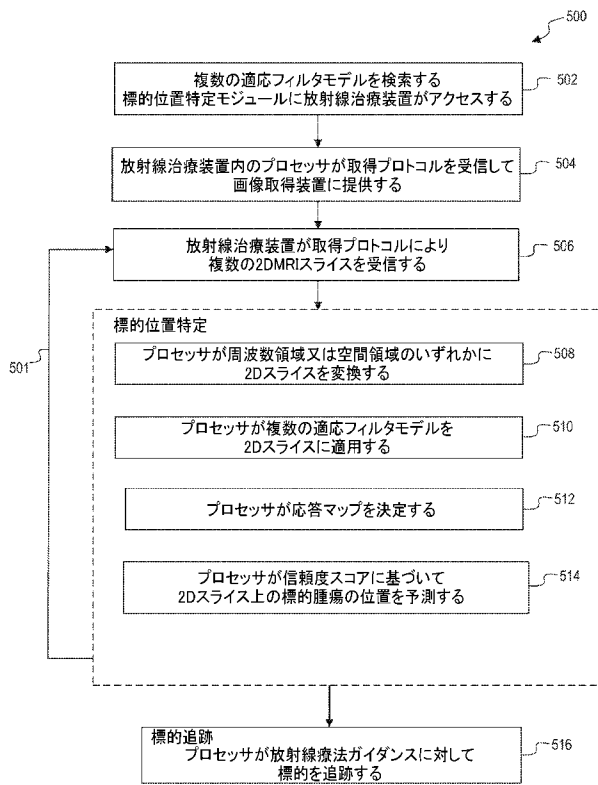 500
複数の適応フィルタモデルを検索する
標的位置特定モジュールに放射線治療装置がアクセスする
502
放射線治療装置内のプロセッサが取得プロトコルを受信して
画像取得装置に提供する
504
放射線治療装置が取得プロトコルにより
複数の2DMRIスライスを受信する
506
標的位置特定
プロセッサが周波数領域又は空間領域のいずれかに
2Dスライスを変換する
508
501
プロセッサが複数の適応フィルタモデルを
2Dスライスに適用する
510
プロセッサが応答マップを決定する
512
プロセッサが信頼度スコアに基づいて
2Dスライス上の標的腫瘍の位置を予測する
514
標的追跡
プロセッサが放射線療法ガイダンスに対して
標的を追跡する
516